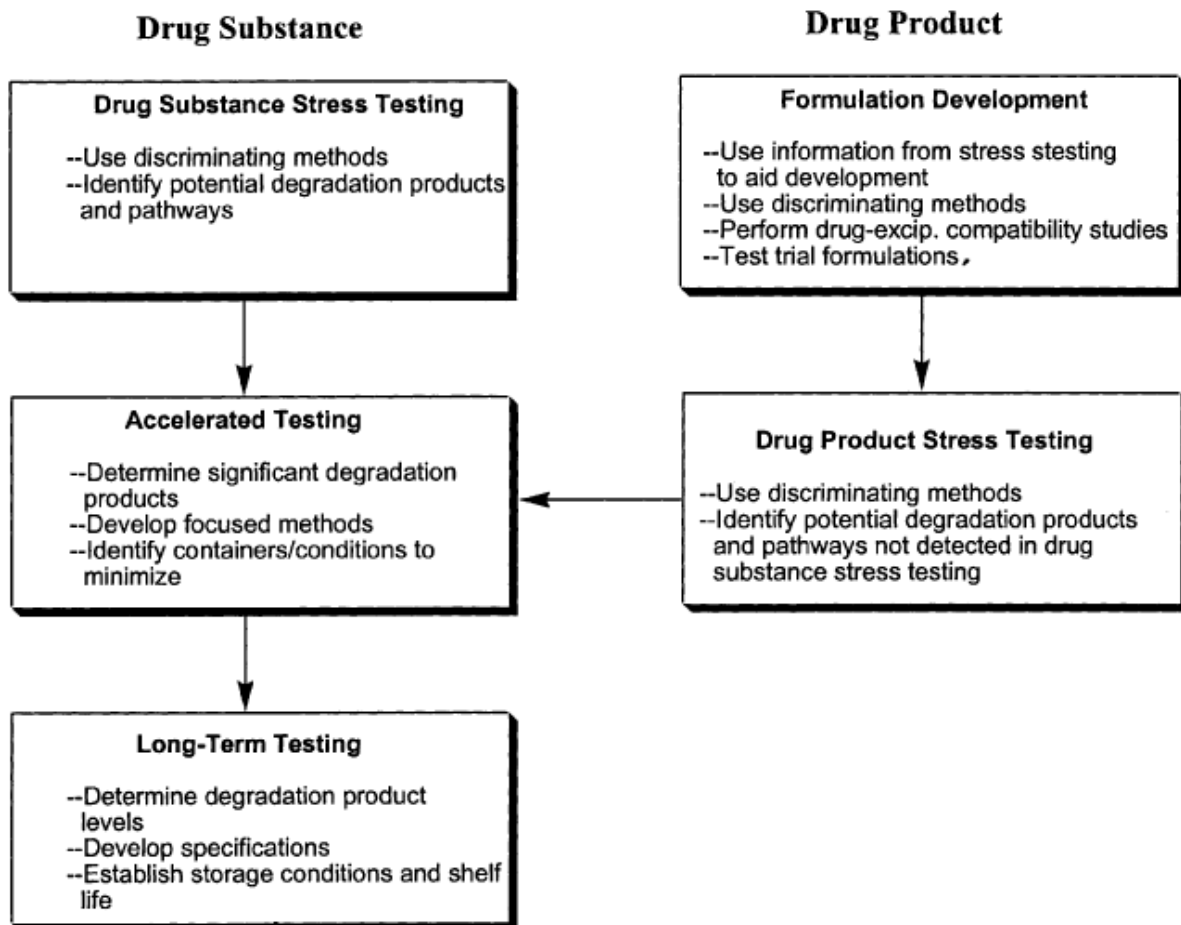 Drug Substance
Drug Substance Stress Testing
--Use discriminating methods
--Identify potential degradation products
and pathways
Accelerated Testing
--Determine significant degradation
products
--Develop focused methods
--Identify containers/conditions to
minimize
Long-Term Testing
--Determine degradation product
levels
--Develop specifications
--Establish storage conditions and shelf
life
Drug Product
Formulation Development
--Use information from stress stesting
to aid development
--Use discriminating methods
--Perform drug-excip. compatibility studies
--Test trial formulations,
Drug Product Stress Testing
--Use discriminating methods
--Identify potential degradation products
and pathways not detected in drug
substance stress testing